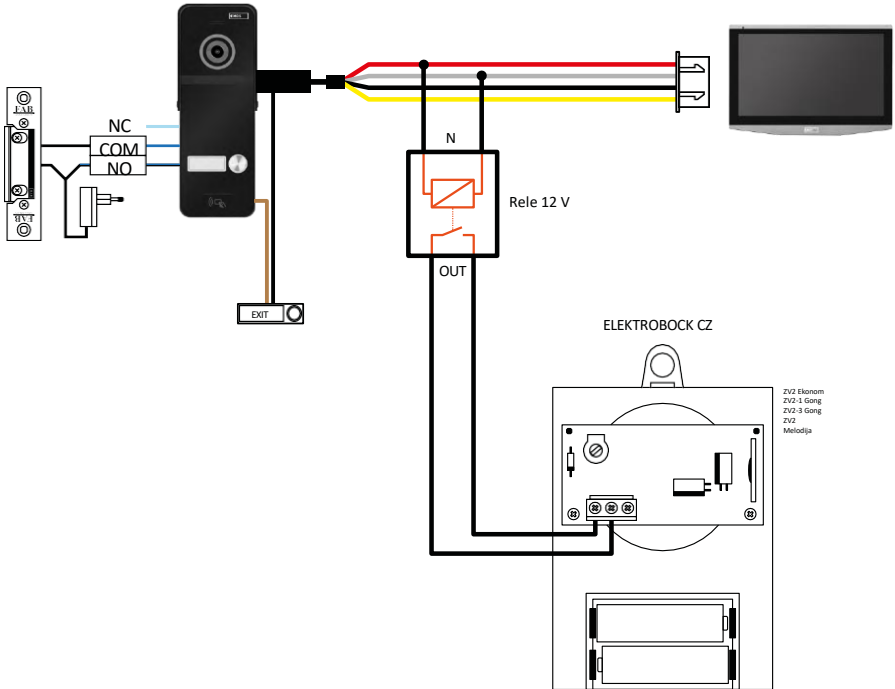 EMOS
FAB
NC
COM
NO
FAB
EXIT
N
Rele 12 V
OUT
ELEKTROBOCK CZ
ZV2 Ekonom
ZV2-1 Gong
ZV2-3 Gong
ZV2
Melodija